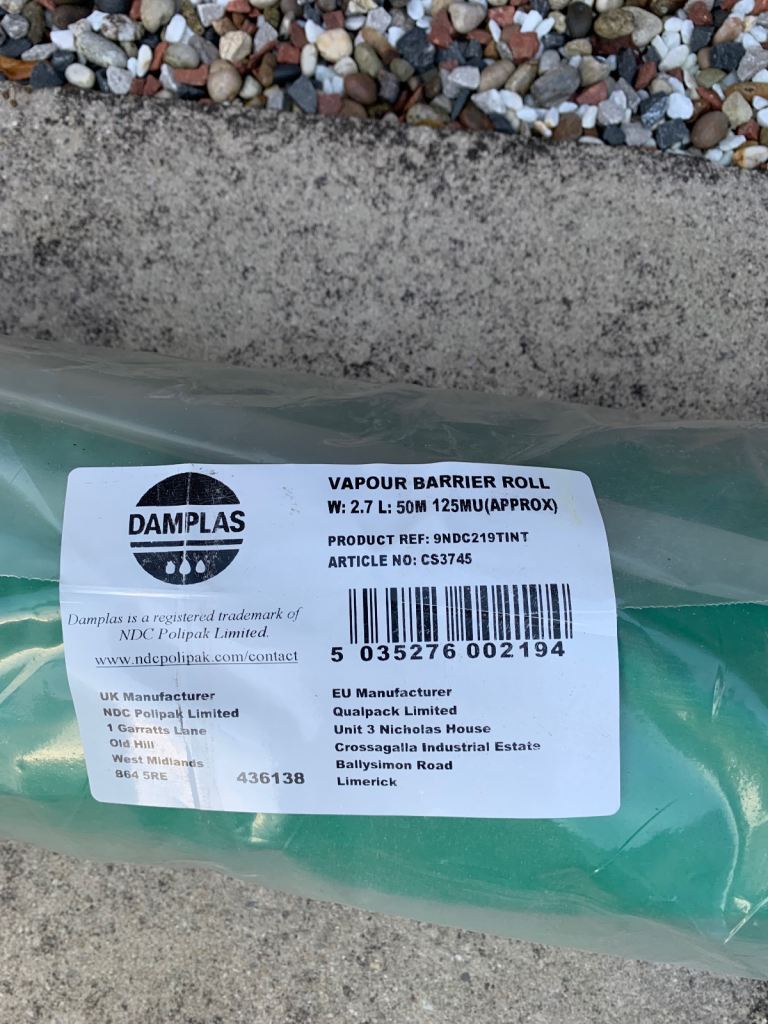 DAMPLAS
VAPOUR BARRIER ROLL
W: 2.7 L: 50M 125MU(APPROX)
PRODUCT REF: 9NDC219TINT
ARTICLE NO: CS3745
5 035276 002194
Damplas is a registered trademark of
NDC Polipak Limited.
www.ndcpolipak.com/contact
UK Manufacturer
NDC Polipak Limited
1 Garratts Lane
Old Hill
West Midlands
B64 5RE
436138
EU Manufacturer
Qualpack Limited
Unit 3 Nicholas House
Crossagalla Industrial Estate
Ballysimon Road
Limerick